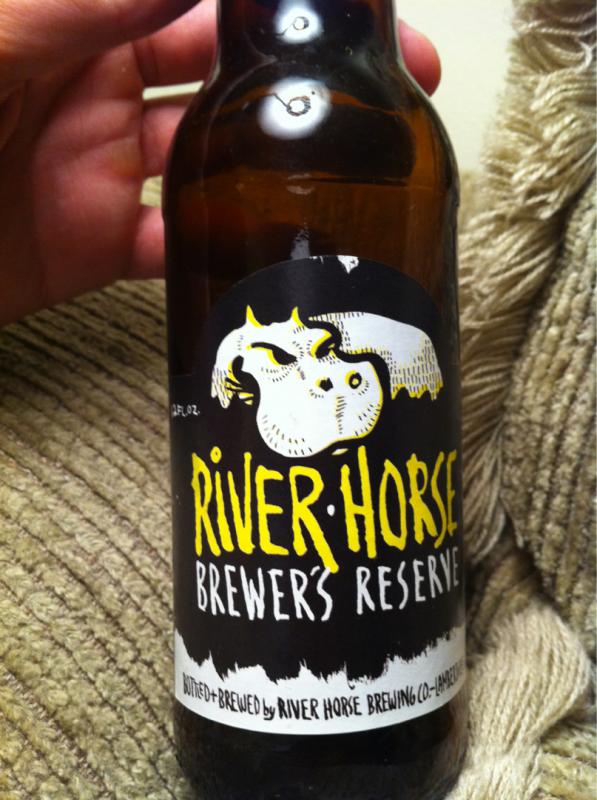 12 FL. OZ.
RiVER·HORSE
BREWER'S RESERVE
BOTTLED+BREWED by RIVER HORSE BREWING CO.-